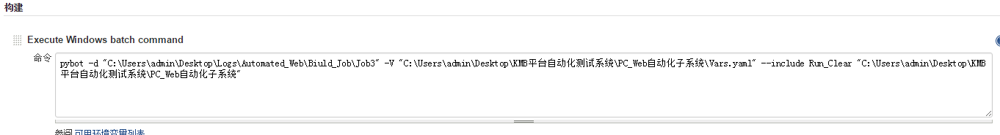 构建
Execute Windows batch command
命令
pybot -d "C:\Users\admin\Desktop\Logs\Automated_Web\Biuld_Job\Job3" -V "C:\Users\admin\Desktop\KMB平台自动化测试系统\PC_Web自动化子系统\Vars.yaml" --include Run_Clear "C:\Users\admin\Desktop\KMB
平台自动化测试系统\PC_Web自动化子系统"
参阅 可用环境变量列表